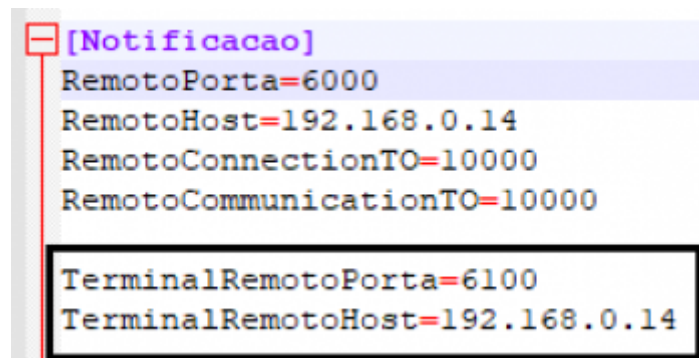 [Notificacao]
RemotoPorta=6000
RemotoHost=192.168.0.14
RemotoConnectionTO=10000
RemotoCommunicationTO=10000
TerminalRemotoPorta=6100
TerminalRemotoHost=192.168.0.14